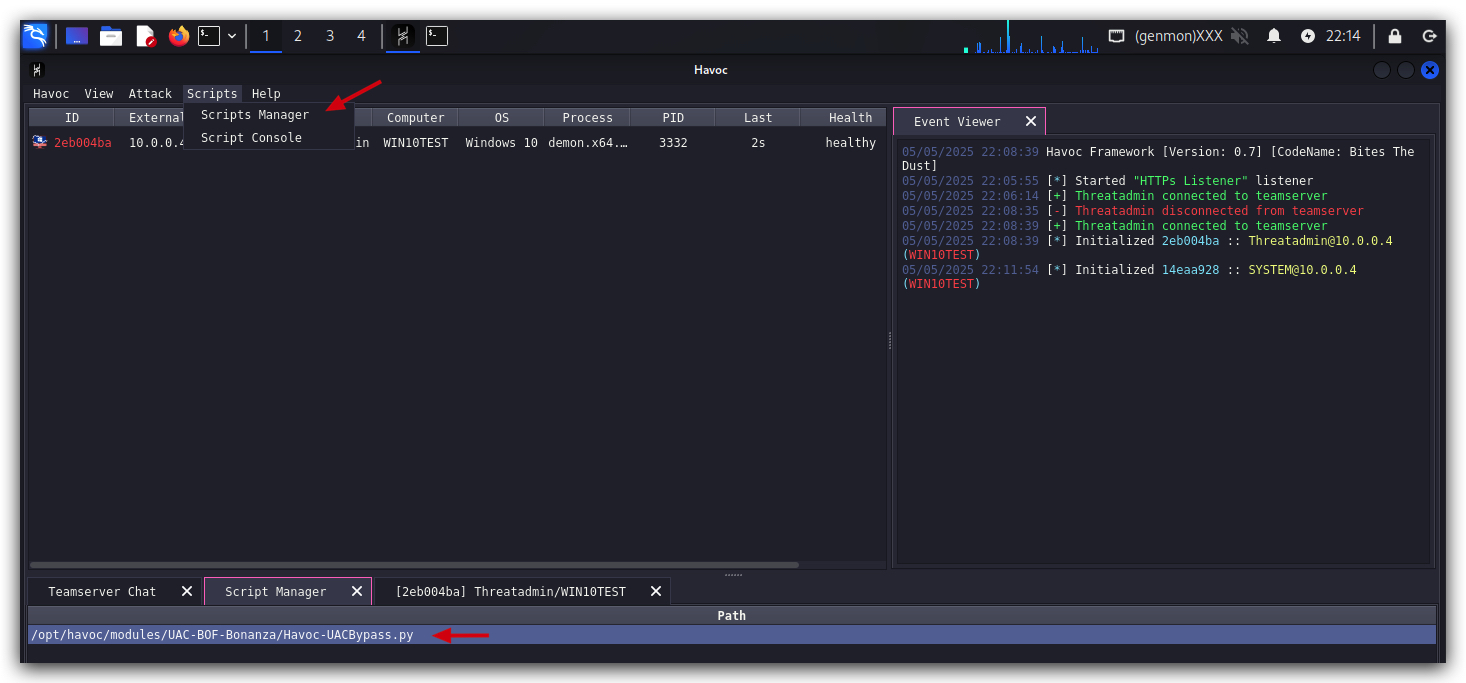 1 2 3 4 (genmon)XXX 22:14
Havoc
Havoc View Attack Scripts Help
Scripts Manager
Script Console
ID External Computer OS Process PID Last Health
2eb004ba 10.0.0.4 in WIN10TEST Windows 10 demon.x64.… 3332 2s healthy
Event Viewer
05/05/2025 22:08:39 Havoc Framework [Version: 0.7] [CodeName: Bites The
Dust]
05/05/2025 22:05:55 [*] Started "HTTPs Listener" listener
05/05/2025 22:06:14 [+] Threatadmin connected to teamserver
05/05/2025 22:08:35 [-] Threatadmin disconnected from teamserver
05/05/2025 22:08:39 [+] Threatadmin connected to teamserver
05/05/2025 22:08:39 [*] Initialized 2eb004ba :: Threatadmin@10.0.0.4
(WIN10TEST)
05/05/2025 22:11:54 [*] Initialized 14eaa928 :: SYSTEM@10.0.0.4
(WIN10TEST)
Teamserver Chat Script Manager [2eb004ba] Threatadmin/WIN10TEST
Path
/opt/havoc/modules/UAC-BOF-Bonanza/Havoc-UACBypass.py